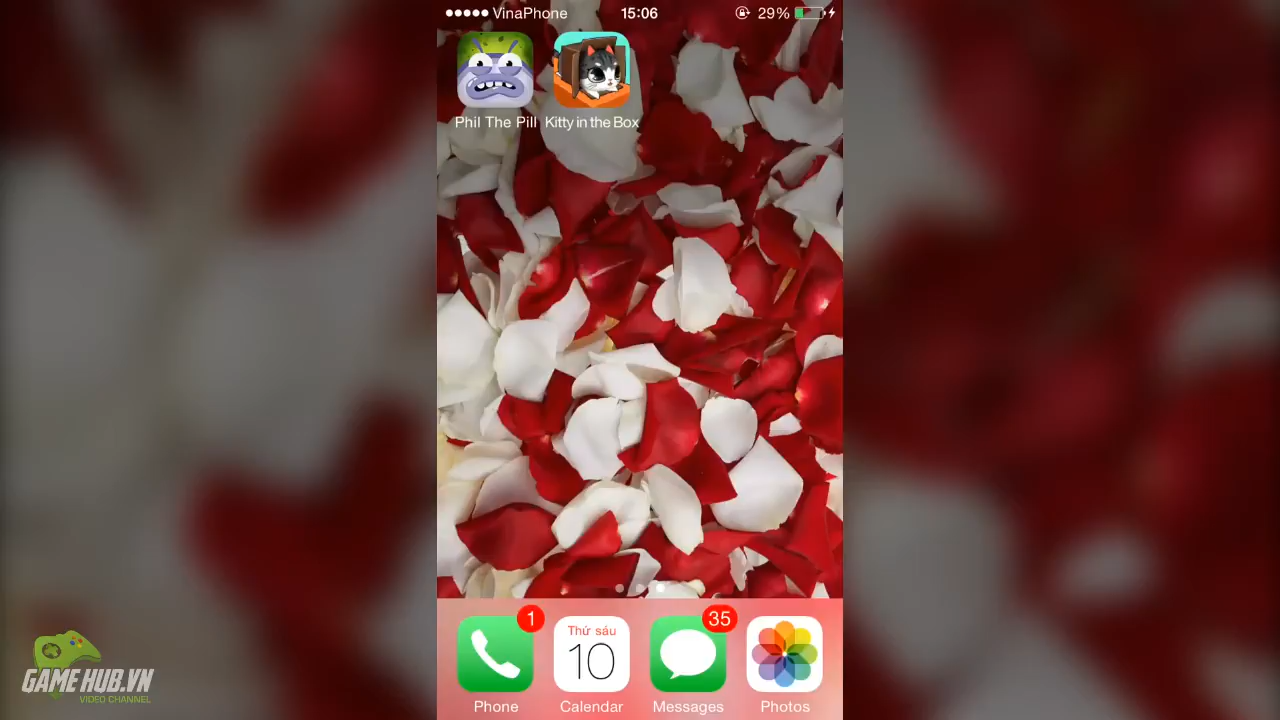 VinaPhone 15:06 29%
Phil The Pill Kitty in the Box
1 35
Thứ sáu
10
Phone Calendar Messages Photos
GAME HUB.VN
VIDEO CHANNEL